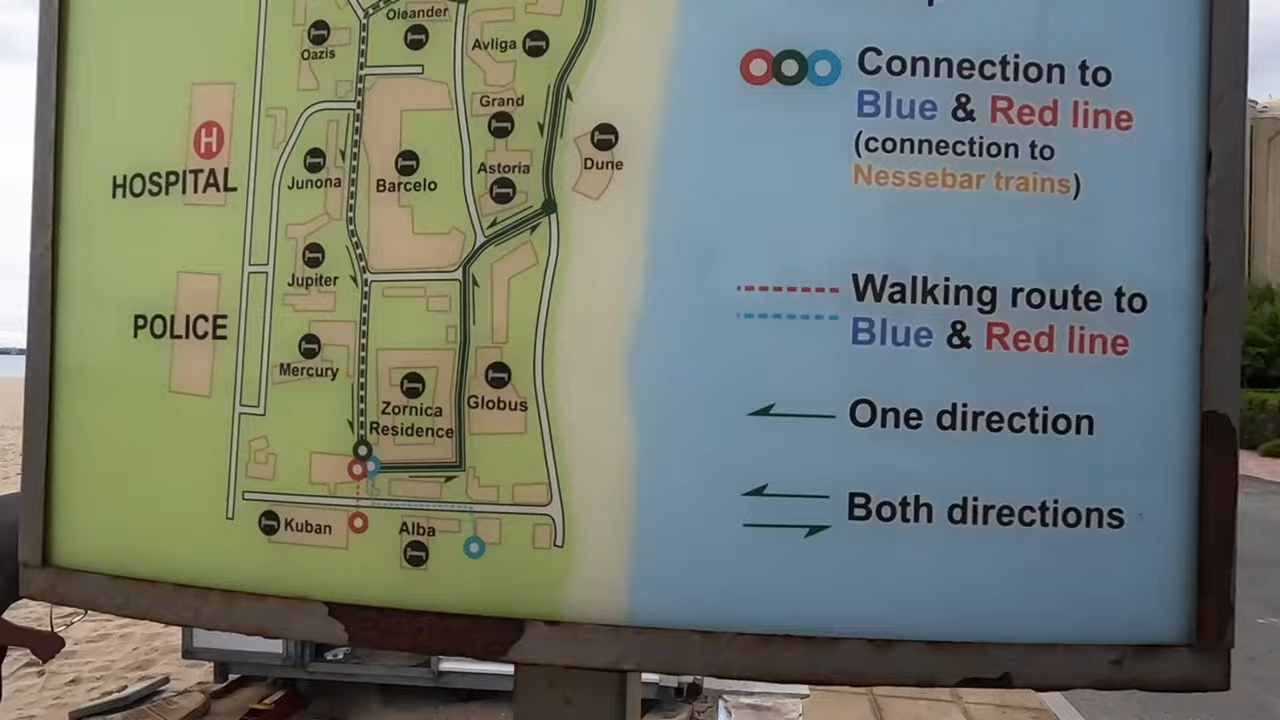 Oleander
Oazis
Avliga
Grand
H
HOSPITAL
Junona
Barcelo
Astoria
Dune
Jupiter
POLICE
Mercury
Zornica
Residence
Globus
Kuban
Alba
Connection to
Blue & Red line
(connection to
Nessebar trains)
Walking route to
Blue & Red line
One direction
Both directions